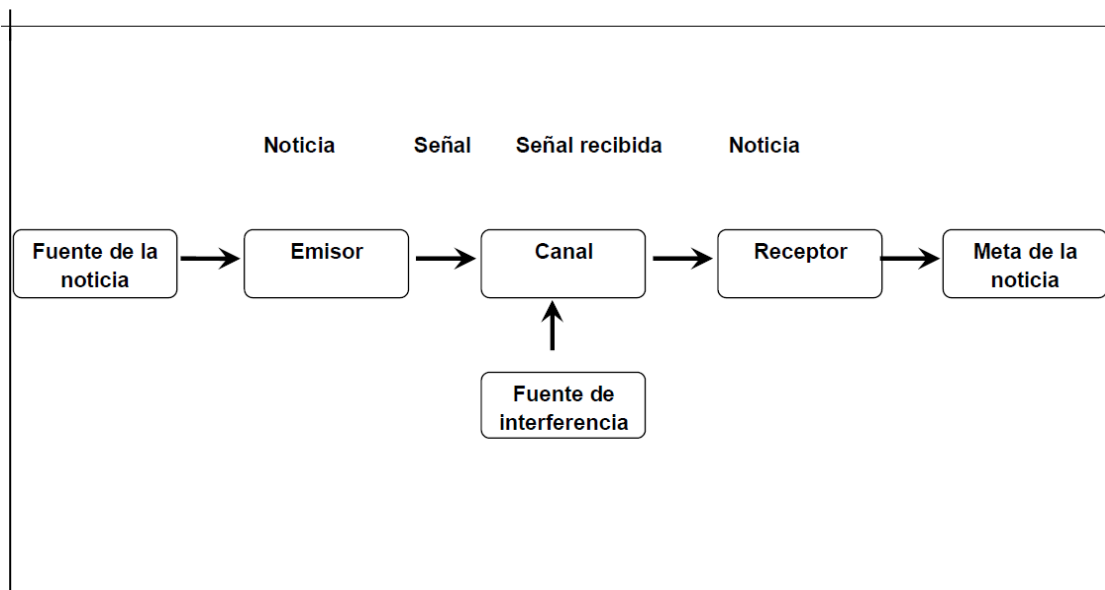 Noticia Señal Señal recibida Noticia
Fuente de la noticia
Emisor
Canal
Receptor
Meta de la noticia
Fuente de
interferencia